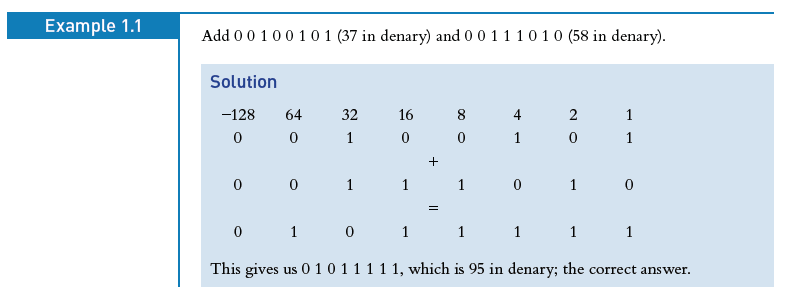 Example 1.1
Add 0 0 1 0 0 1 0 1 (37 in denary) and 0 0 1 1 1 0 1 0 (58 in denary).
Solution
−128 64 32 16 8 4 2 1
0 0 1 0 0 1 0 1
+
0 0 1 1 1 0 1 0
=
0 1 0 1 1 1 1 1
This gives us 0 1 0 1 1 1 1 1, which is 95 in denary; the correct answer.